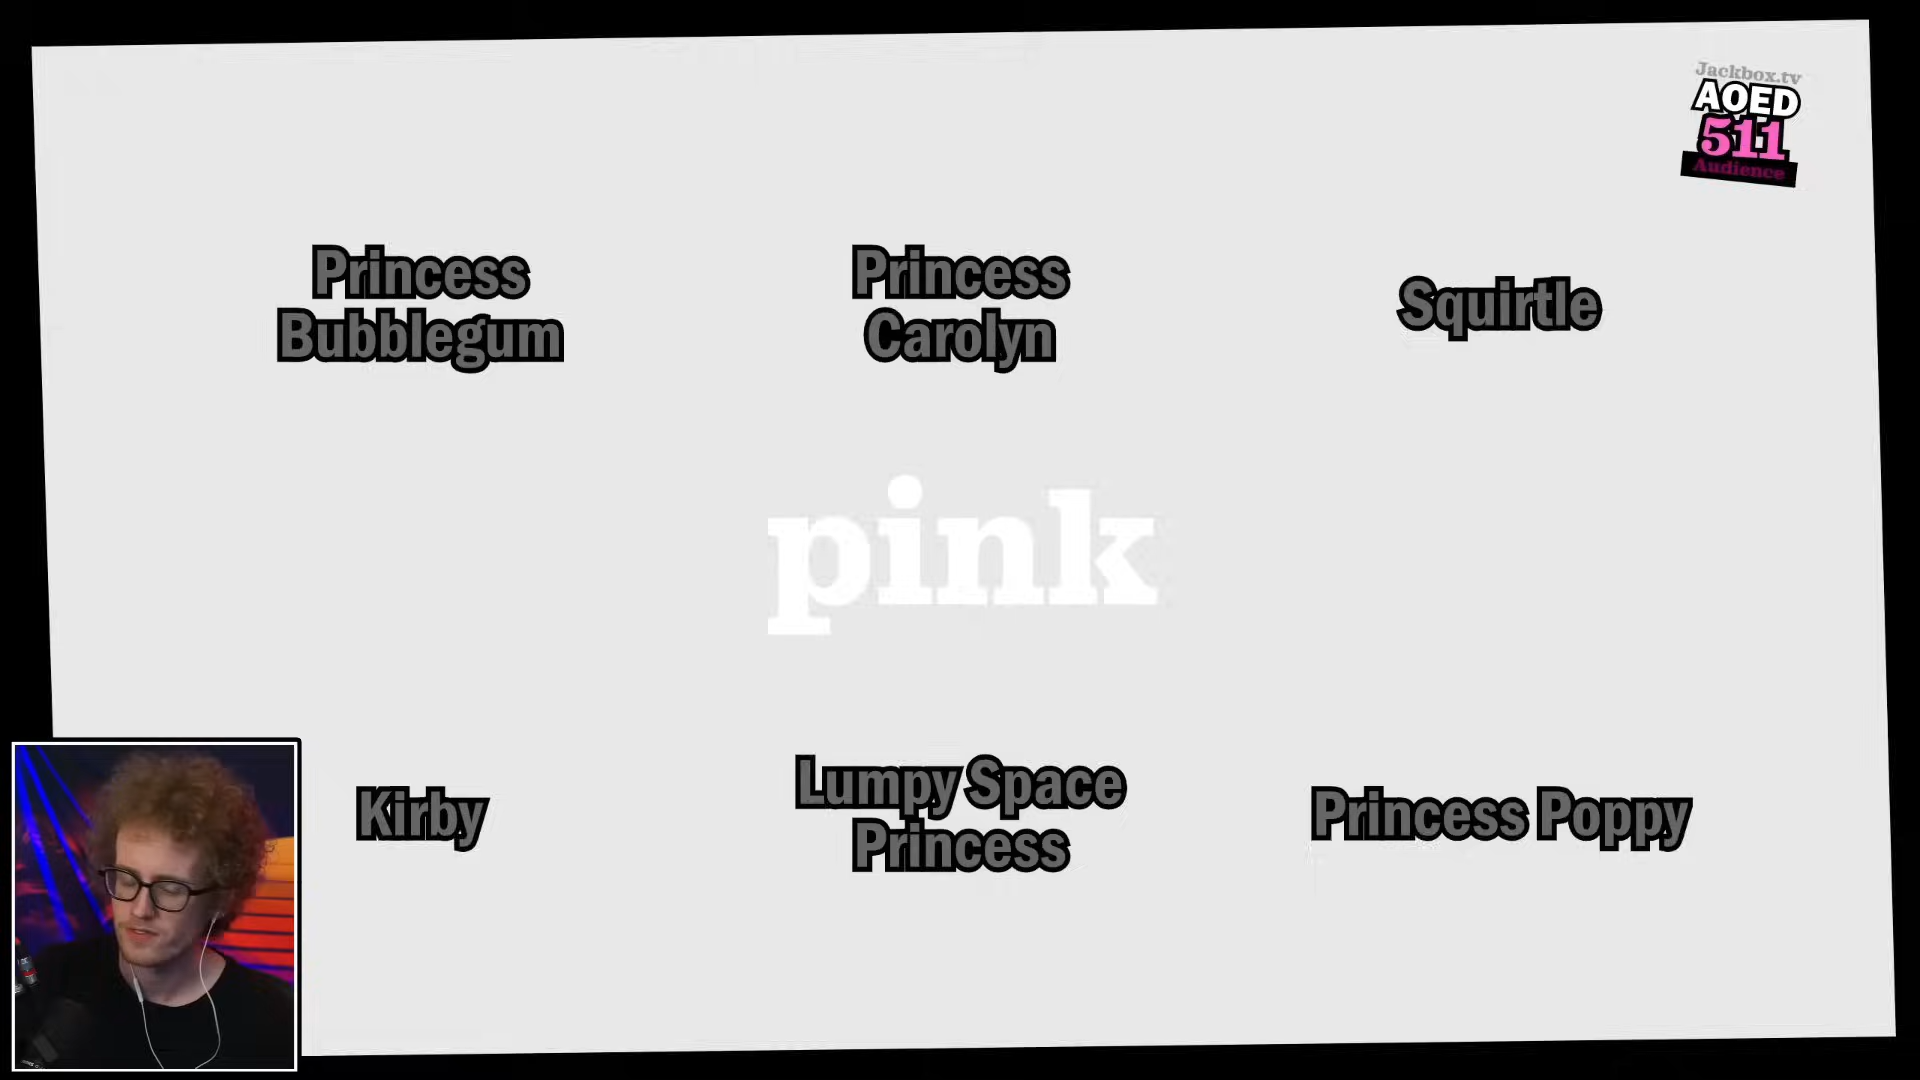 Jackbox.tv
AOED
511
Audience
Princess
Bubblegum
Princess
Carolyn
Squirtle
pink
Kirby
Lumpy Space
Princess
Princess Poppy